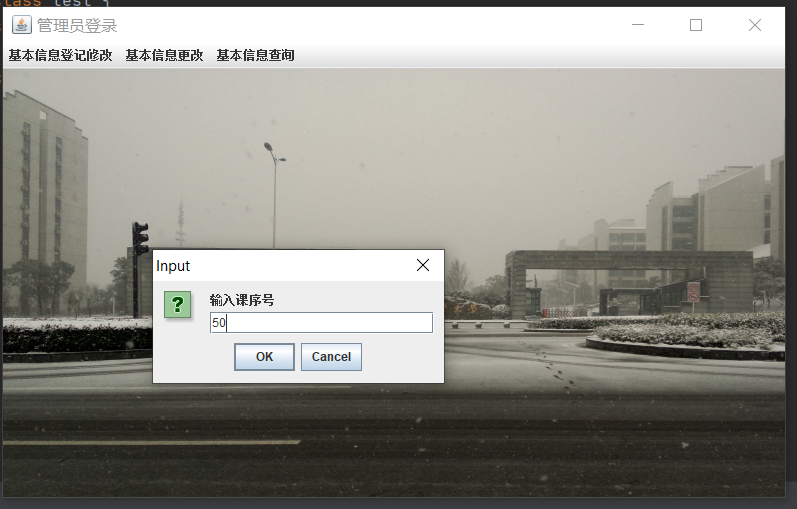 class test {
管理员登录
基本信息登记修改 基本信息更改 基本信息查询
Input
输入课序号
50
OK Cancel